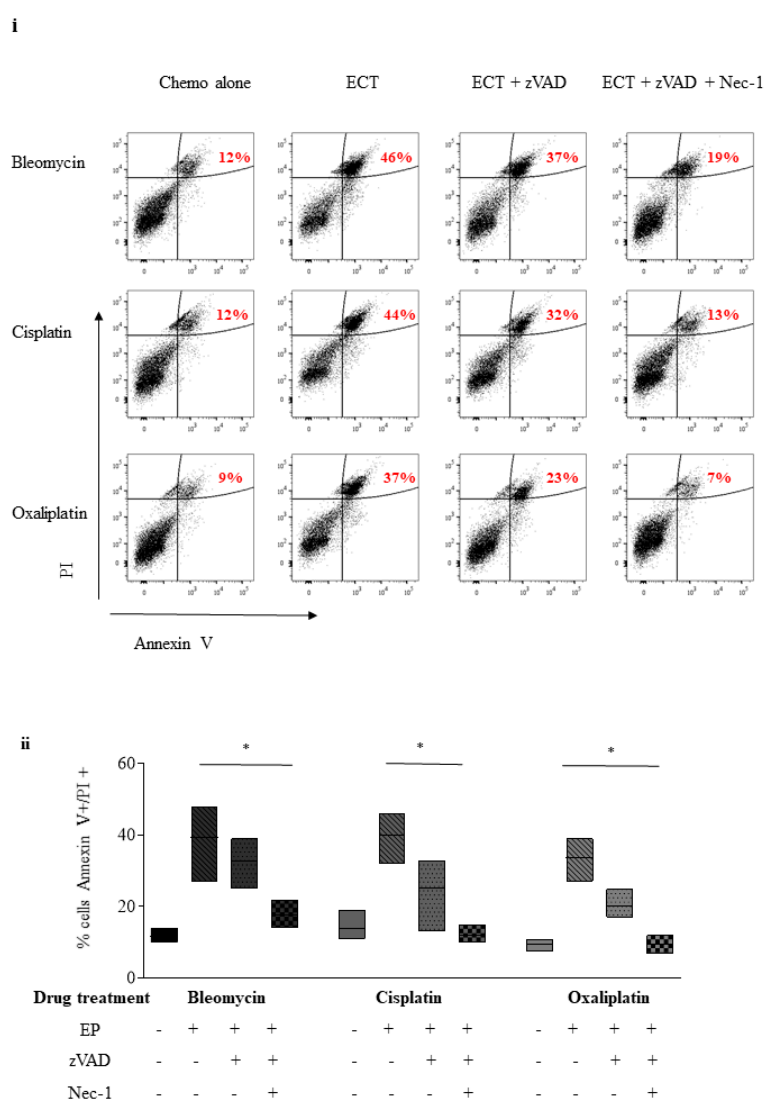 i
Chemo alone ECT ECT + zVAD ECT + zVAD + Nec-1
Bleomycin 12% 46% 37% 19%
Cisplatin 12% 44% 32% 13%
Oxaliplatin 9% 37% 23% 7%
PI
Annexin V
ii
* * *
% cells Annexin V+/PI +
60
40
20
0
Drug treatment Bleomycin Cisplatin Oxaliplatin
EP - + + + - + + + - + + +
zVAD - - + + - - + + - - + +
Nec-1 - - - + - - - + - - - +